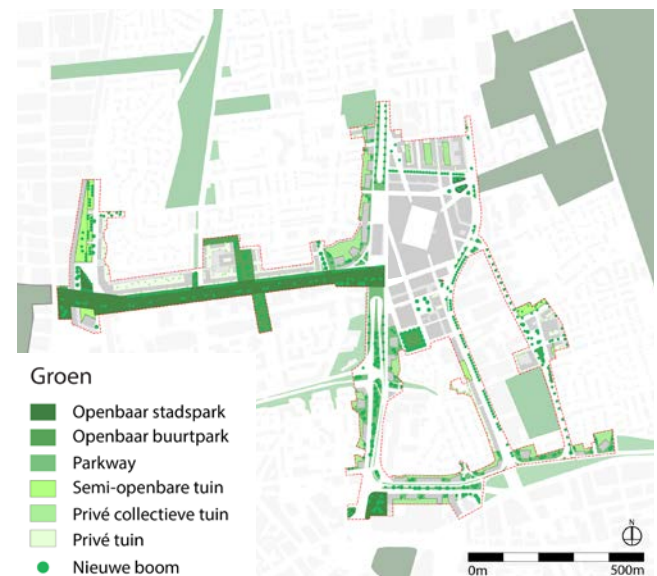 Groen
Openbaar stadspark
Openbaar buurtpark
Parkway
Semi-openbare tuin
Privé collectieve tuin
Privé tuin
Nieuwe boom
N
0m 500m